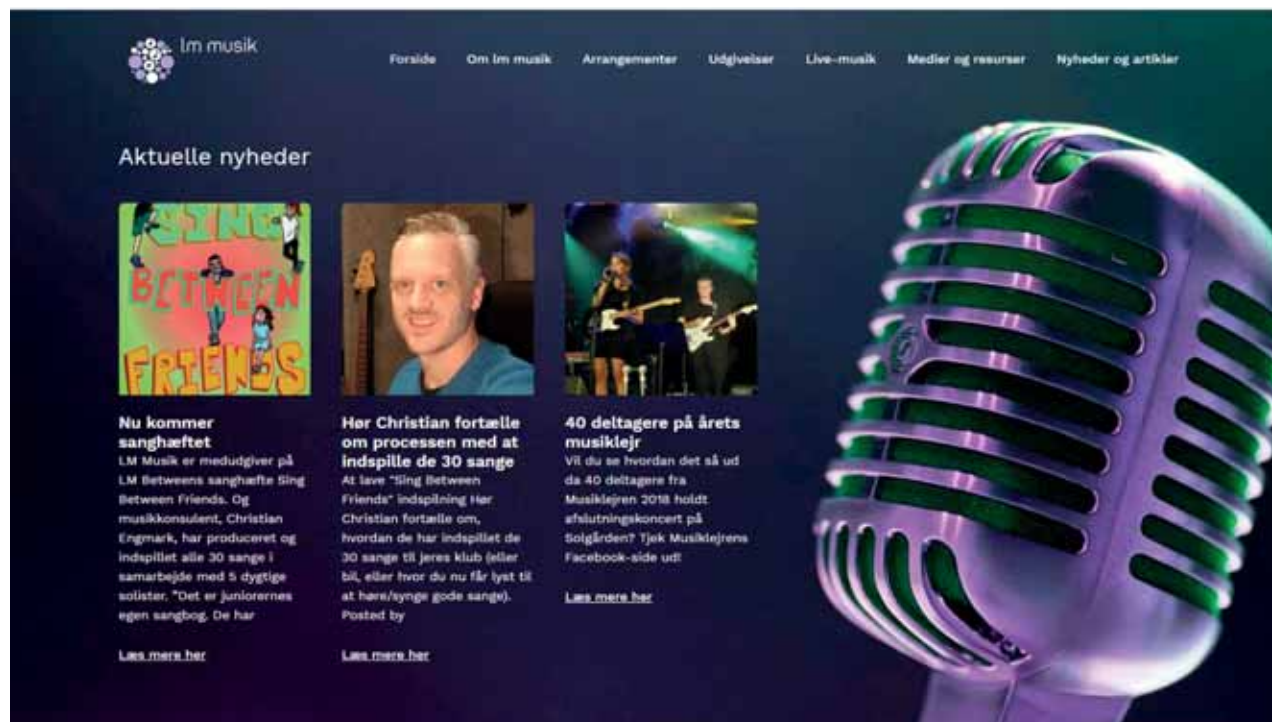 lm musik
Forside Om lm musik Arrangementer Udgivelser Live-musik Medier og resurser Nyheder og artikler
Aktuelle nyheder
SING
BETWEEN
FRIENDS
Nu kommer
sanghæftet
LM Musik er medudgiver på
LM Betweens sanghæfte Sing
Between Friends. Og
musikkonsulent, Christian
Engmark, har produceret og
indspillet alle 30 sange i
samarbejde med 5 dygtige
solister. "Det er juniorernes
egen sangbog. De har
Læs mere her
Hør Christian fortælle
om processen med at
indspille de 30 sange
At lave "Sing Between
Friends" indspilning Hør
Christian fortælle om,
hvordan de har indspillet de
30 sange til jeres klub (eller
bil, eller hvor du nu får lyst til
at høre/synge gode sange).
Posted by
Læs mere her
40 deltagere på årets
musiklejr
Vil du se hvordan det så ud
da 40 deltagere fra
Musiklejren 2018 holdt
afslutningskoncert på
Solgården? Tjek Musiklejrens
Facebook-side ud!
Læs mere her